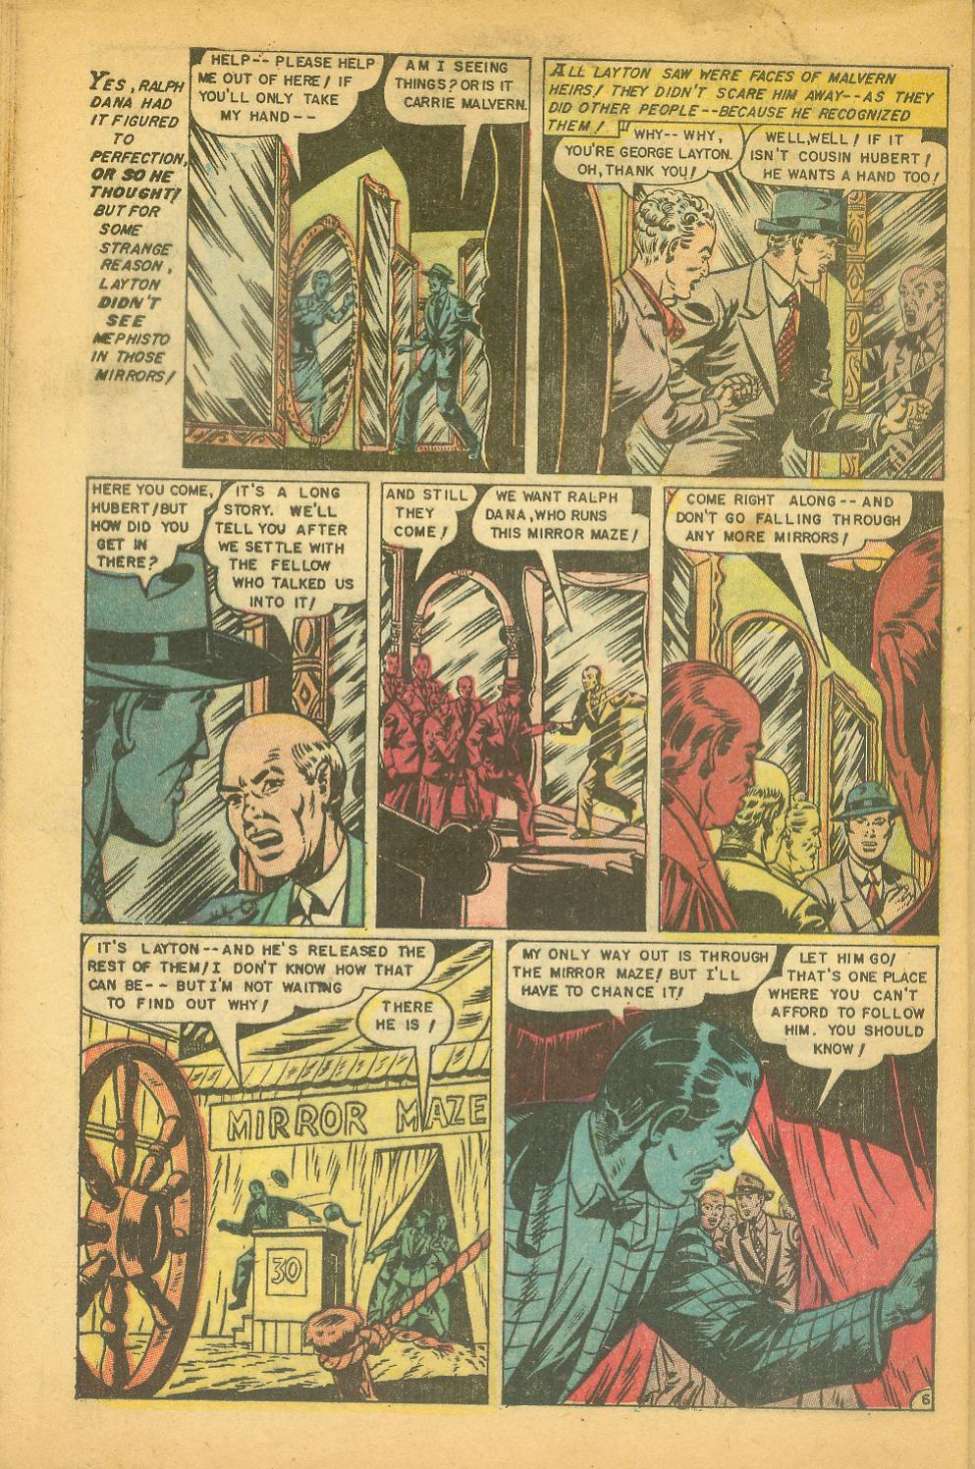 YES, RALPH
DANA HAD
IT FIGURED
TO
PERFECTION,
OR SO HE
THOUGHT!
BUT FOR
SOME
STRANGE
REASON,
LAYTON
DIDN'T
SEE
MEPHISTO
IN THOSE
MIRRORS!
HELP-- PLEASE HELP
ME OUT OF HERE! IF
YOU'LL ONLY TAKE
MY HAND--
AM I SEEING
THINGS? OR IS IT
CARRIE MALVERN.
ALL LAYTON SAW WERE FACES OF MALVERN
HEIRS! THEY DIDN'T SCARE HIM AWAY--AS THEY
DID OTHER PEOPLE--BECAUSE HE RECOGNIZED
THEM!
WHY-- WHY,
YOU'RE GEORGE LAYTON.
OH, THANK YOU!
WELL, WELL! IF IT
ISN'T COUSIN HUBERT!
HE WANTS A HAND TOO!
HERE YOU COME,
HUBERT! BUT
HOW DID YOU
GET IN
THERE?
IT'S A LONG
STORY. WE'LL
TELL YOU AFTER
WE SETTLE WITH
THE FELLOW
WHO TALKED US
INTO IT!
AND STILL
THEY
COME!
WE WANT RALPH
DANA, WHO RUNS
THIS MIRROR MAZE!
COME RIGHT ALONG-- AND
DON'T GO FALLING THROUGH
ANY MORE MIRRORS!
IT'S LAYTON-- AND HE'S RELEASED THE
REST OF THEM! I DON'T KNOW HOW THAT
CAN BE-- BUT I'M NOT WAITING
TO FIND OUT WHY!
THERE
HE IS!
MIRROR MAZE
30
MY ONLY WAY OUT IS THROUGH
THE MIRROR MAZE! BUT I'LL
HAVE TO CHANCE IT!
LET HIM GO!
THAT'S ONE PLACE
WHERE YOU CAN'T
AFFORD TO FOLLOW
HIM. YOU SHOULD
KNOW!
6